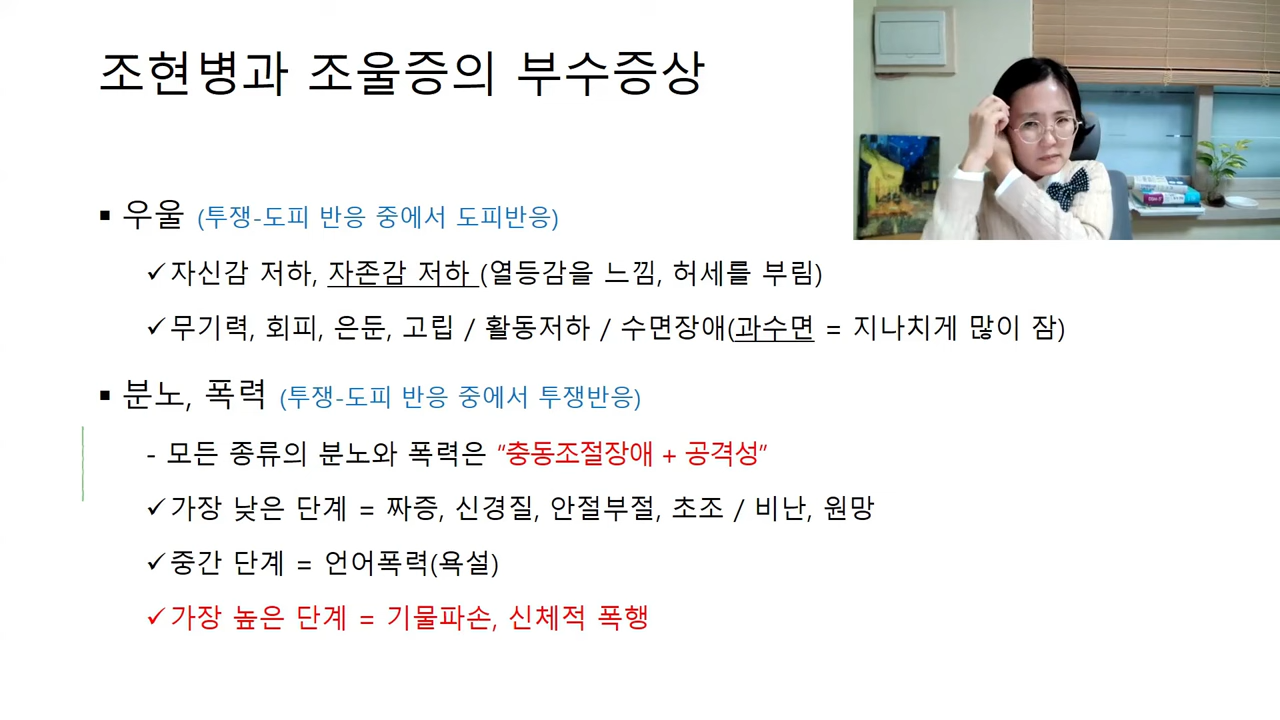 조현병과 조울증의 부수증상
▪ 우울 (투쟁-도피 반응 중에서 도피반응)
✓자신감 저하, 자존감 저하 (열등감을 느낌, 허세를 부림)
✓무기력, 회피, 은둔, 고립 / 활동저하 / 수면장애(과수면 = 지나치게 많이 잠)
▪ 분노, 폭력 (투쟁-도피 반응 중에서 투쟁반응)
- 모든 종류의 분노와 폭력은 “충동조절장애 + 공격성”
✓가장 낮은 단계 = 짜증, 신경질, 안절부절, 초조 / 비난, 원망
✓중간 단계 = 언어폭력(욕설)
✓가장 높은 단계 = 기물파손, 신체적 폭행